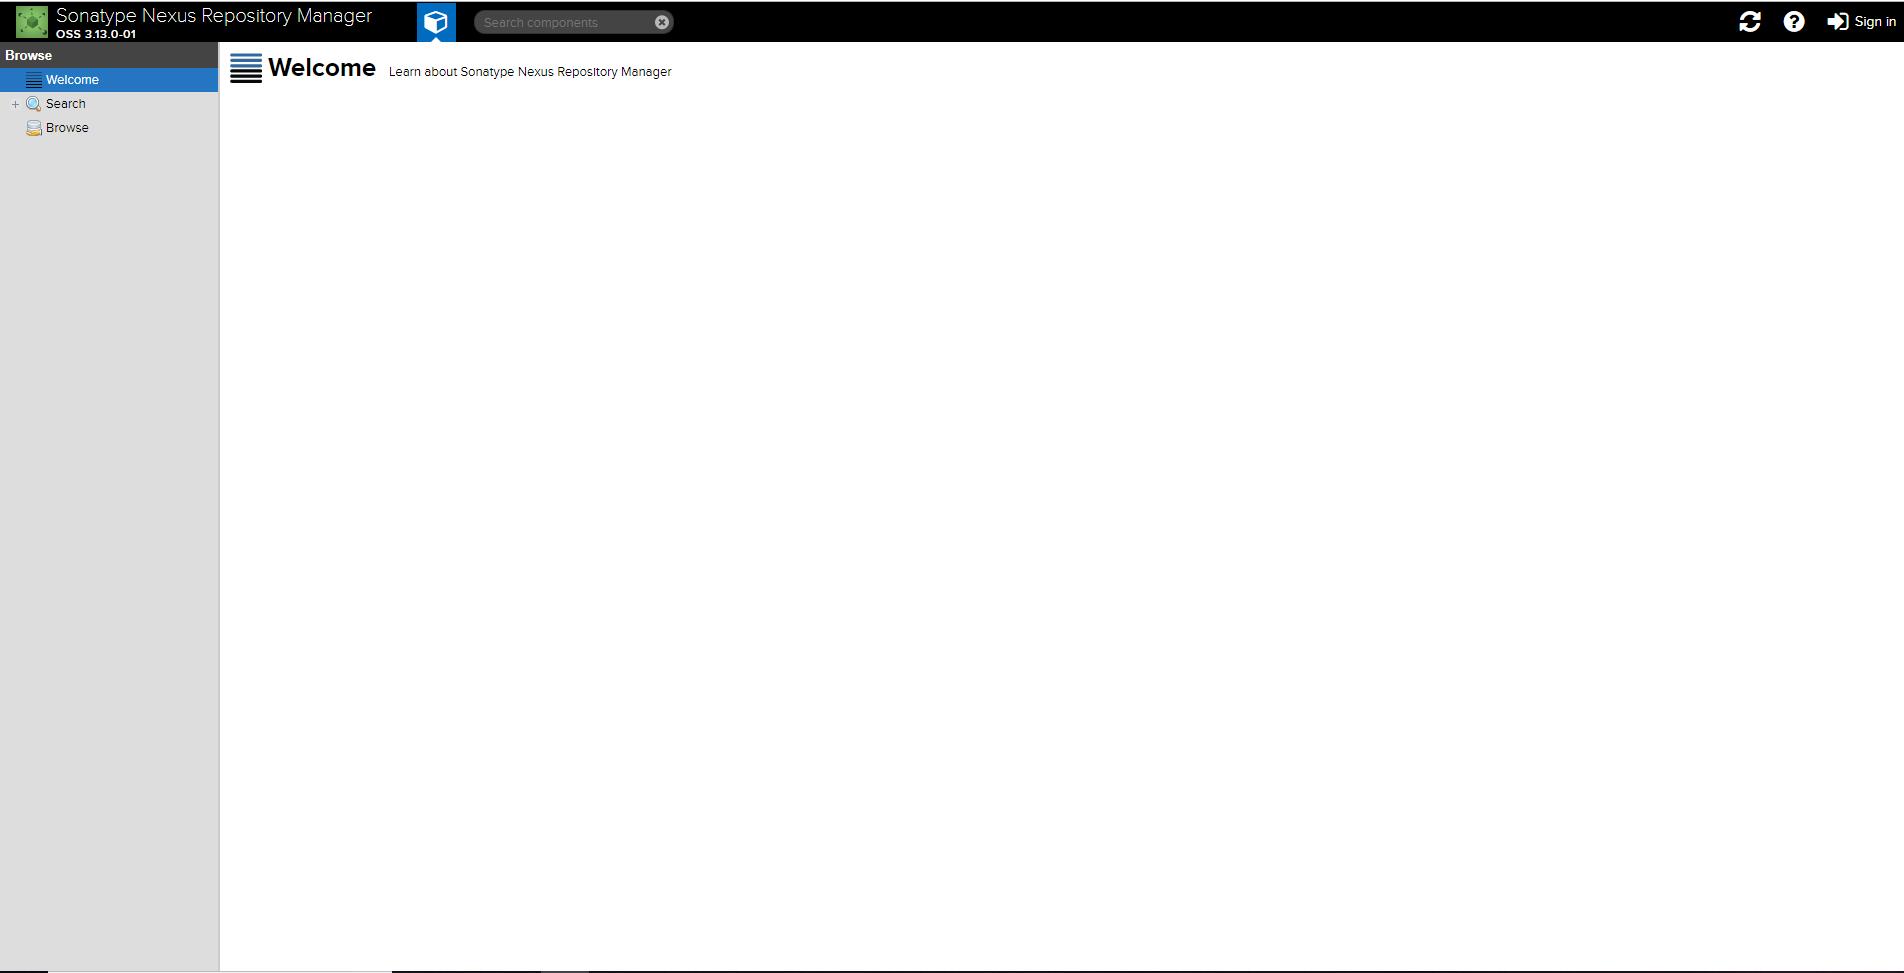 Sonatype Nexus Repository Manager
OSS 3.13.0-01
Search components
Sign in
Browse
Welcome
Search
Browse
Welcome
Learn about Sonatype Nexus Repository Manager